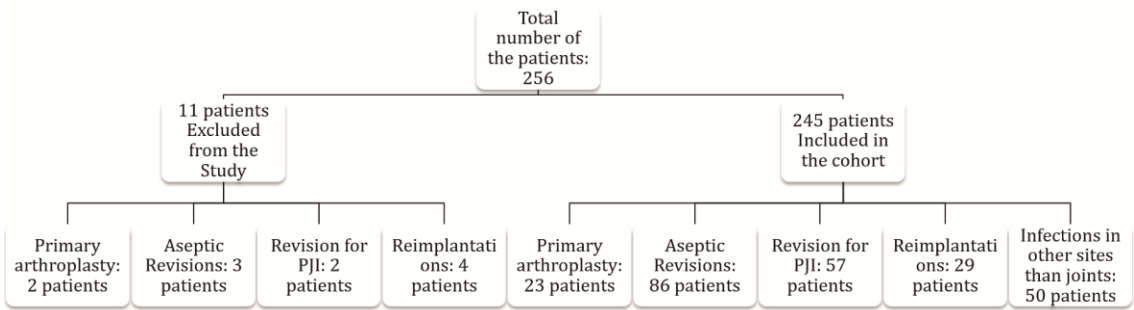 Total
number of
the patients:
256
11 patients
Excluded
from the
Study
245 patients
Included in
the cohort
Primary
arthroplasty:
2 patients
Aseptic
Revisions: 3
patients
Revision for
PJI: 2
patients
Reimplantati
ons: 4
patients
Primary
arthroplasty:
23 patients
Aseptic
Revisions:
86 patients
Revision for
PJI: 57
patients
Reimplantati
ons: 29
patients
Infections in
other sites
than joints:
50 patients